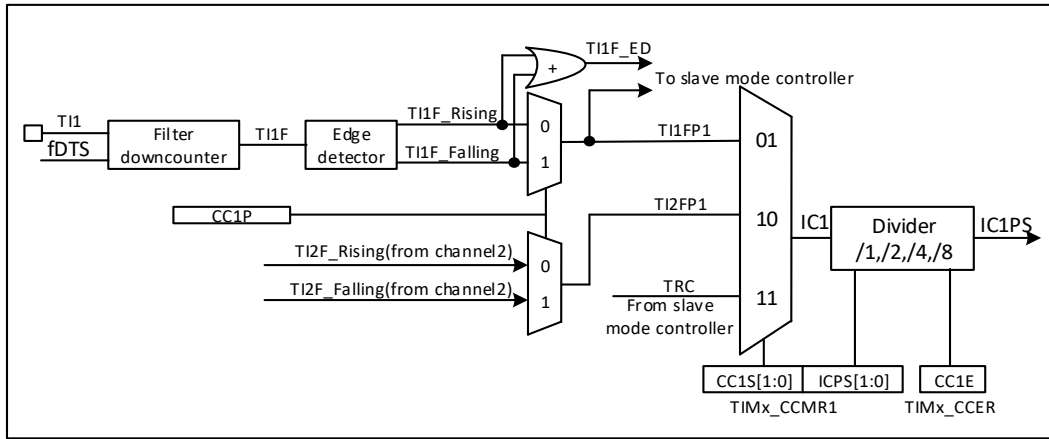 TI1F_ED
+
To slave mode controller
TI1
fDTS
Filter
downcounter
TI1F
Edge
detector
TI1F_Rising
TI1F_Falling
0
1
TI1FP1
01
CC1P
TI2FP1
10
TI2F_Rising(from channel2)
TI2F_Falling(from channel2)
0
1
TRC
From slave
mode controller
11
IC1
Divider
/1,/2,/4,/8
IC1PS
CC1S[1:0]
ICPS[1:0]
CC1E
TIMx_CCMR1
TIMx_CCER